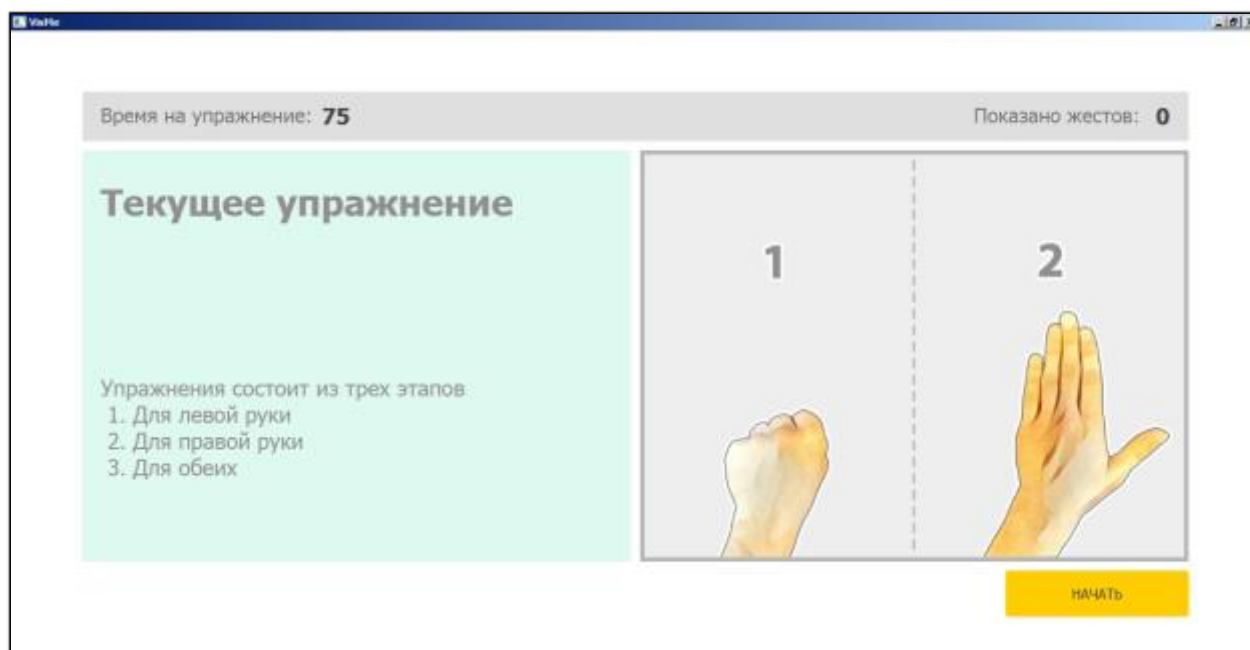 VisiMe
Время на упражнение: 75
Показано жестов: 0
Текущее упражнение
Упражнения состоит из трех этапов
1. Для левой руки
2. Для правой руки
3. Для обеих
1
2
НАЧАТЬ